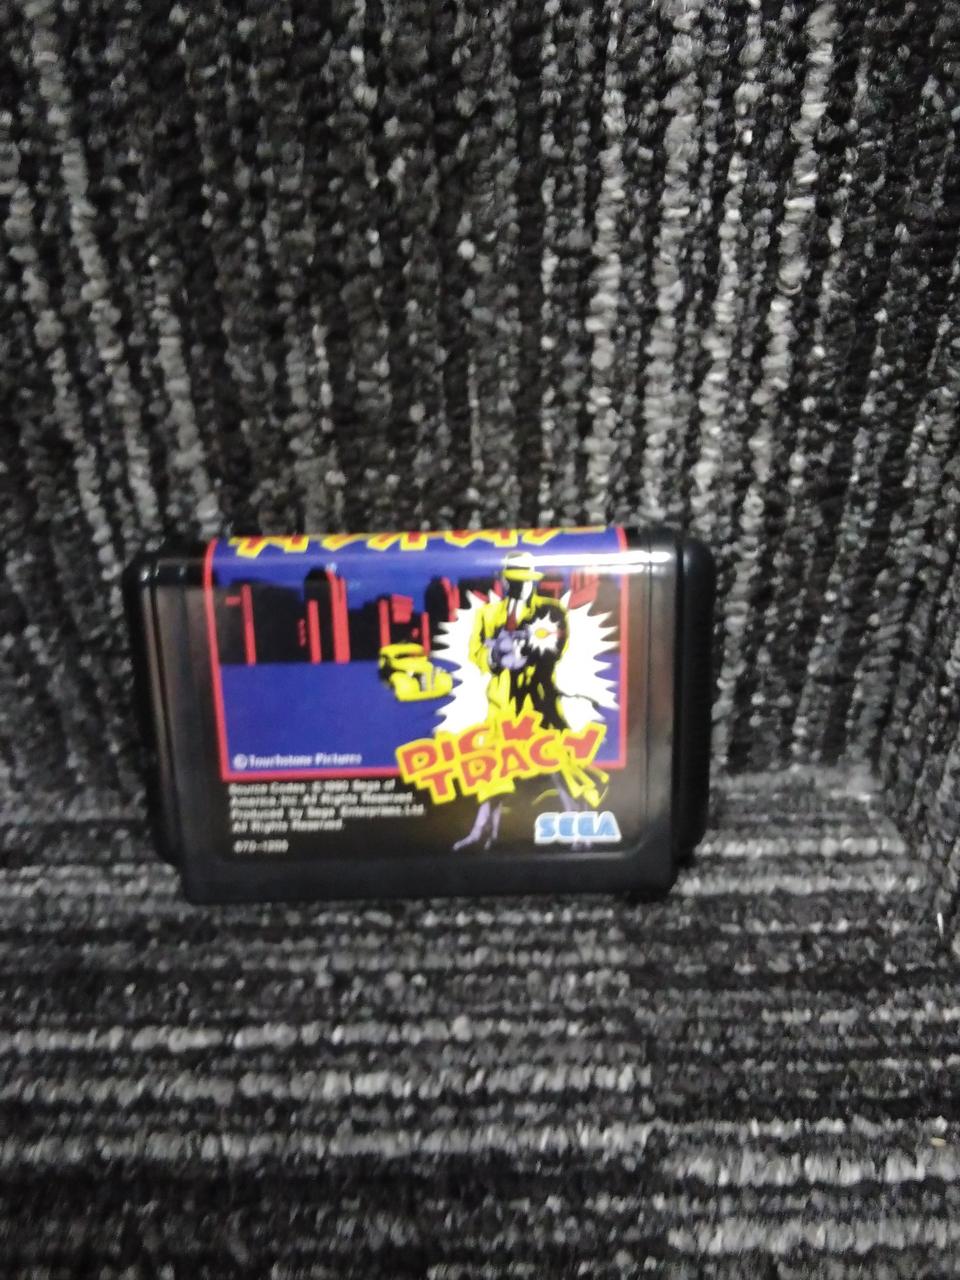 ©Touchstone Pictures
DICK
TRACY
Source Codes ©1990 Sega of
America, Inc. All Rights Reserved.
Produced by Sega Enterprises, Ltd.
All Rights Reserved.
SEGA